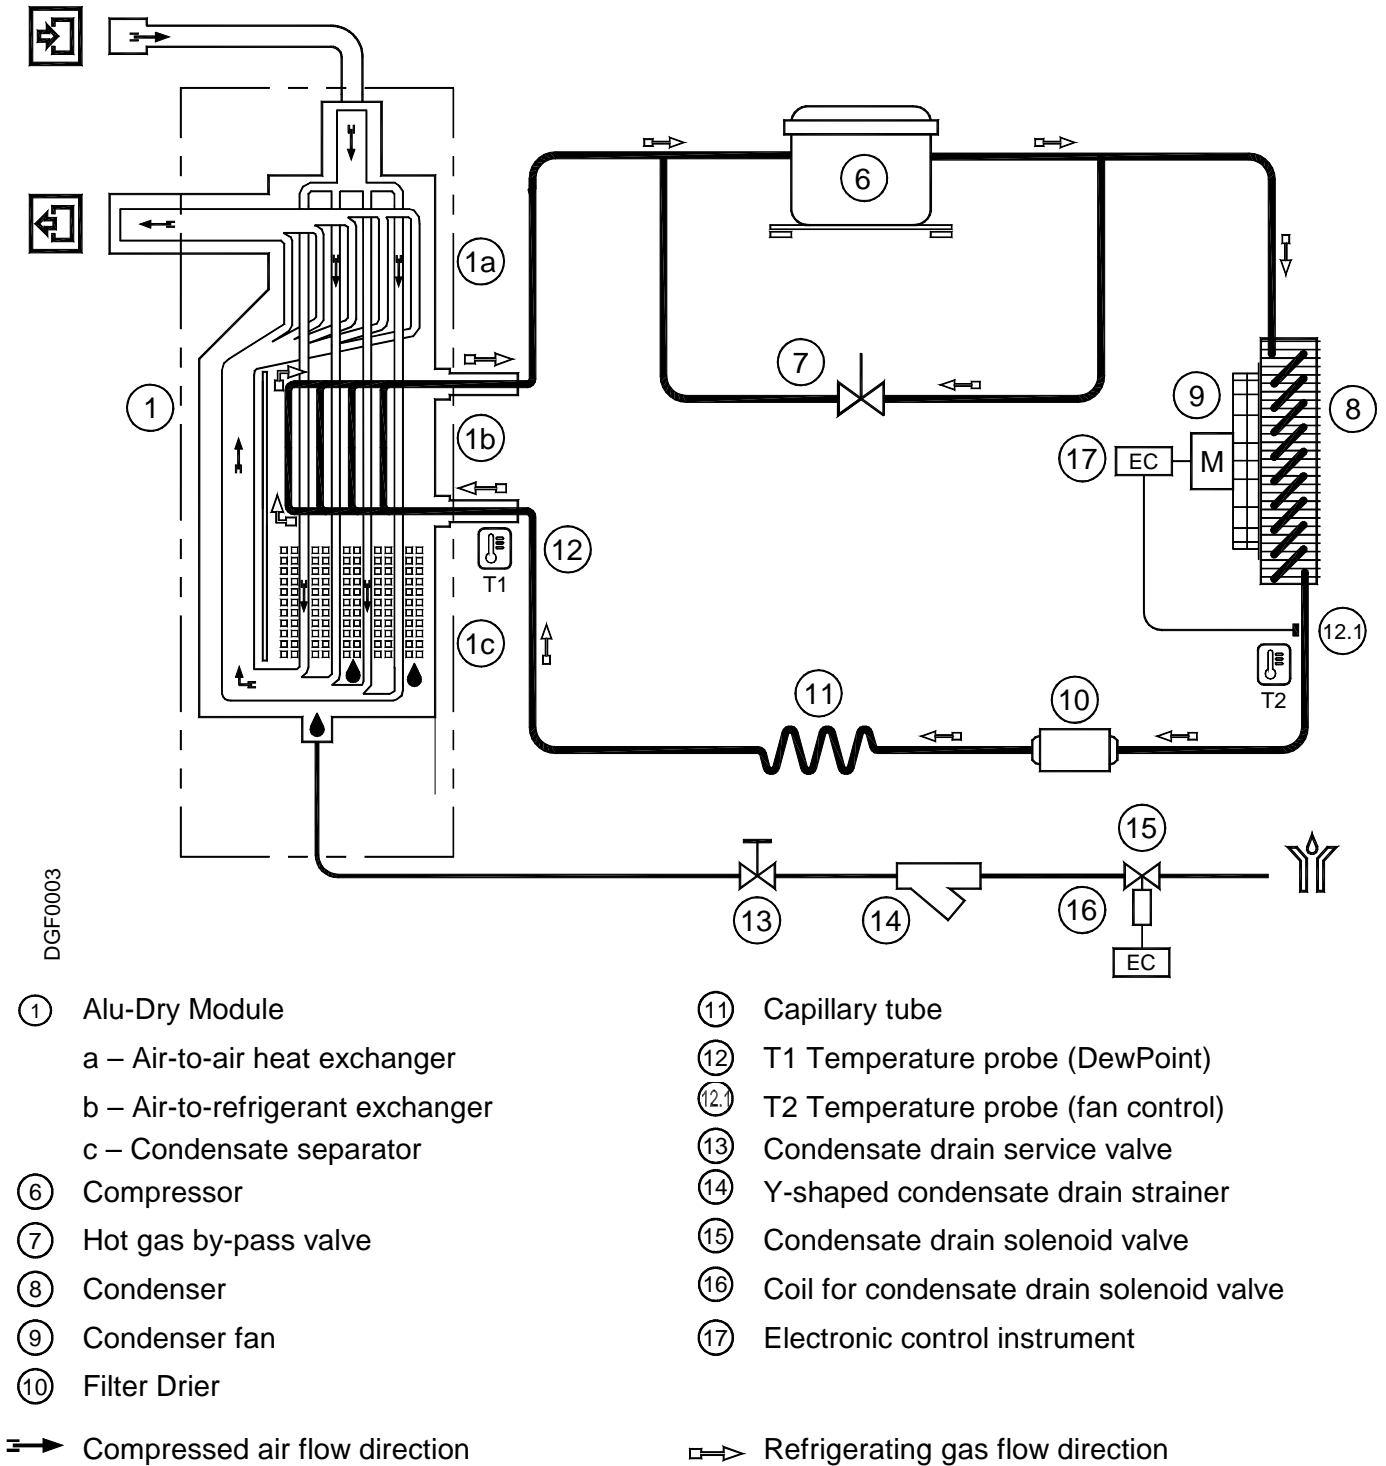 6
1a
7
1
9
8
1b
17
EC
M
12
T1
12.1
1c
T2
11
10
15
13
14
16
EC
DGF0003
1 Alu-Dry Module
a – Air-to-air heat exchanger
b – Air-to-refrigerant exchanger
c – Condensate separator
6 Compressor
7 Hot gas by-pass valve
8 Condenser
9 Condenser fan
10 Filter Drier
Compressed air flow direction
11 Capillary tube
12 T1 Temperature probe (DewPoint)
12.1 T2 Temperature probe (fan control)
13 Condensate drain service valve
14 Y-shaped condensate drain strainer
15 Condensate drain solenoid valve
16 Coil for condensate drain solenoid valve
17 Electronic control instrument
Refrigerating gas flow direction